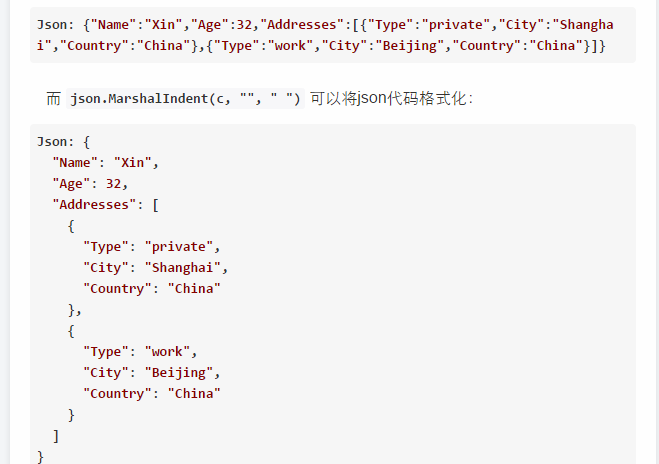 Json: {"Name":"Xin","Age":32,"Addresses":[{"Type":"private","City":"Shangha
i","Country":"China"},{"Type":"work","City":"Beijing","Country":"China"}]}
而 json.MarshalIndent(c, "", " ") 可以将json代码格式化：
Json: {
  "Name": "Xin",
  "Age": 32,
  "Addresses": [
    {
      "Type": "private",
      "City": "Shanghai",
      "Country": "China"
    },
    {
      "Type": "work",
      "City": "Beijing",
      "Country": "China"
    }
  ]
}